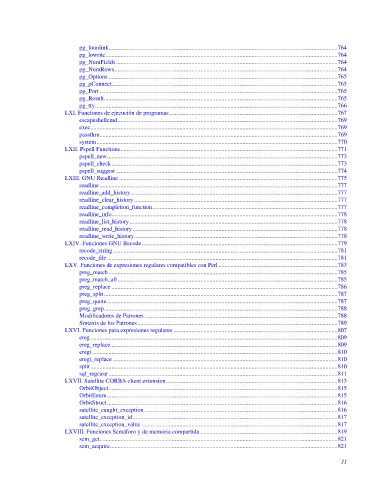 pg_lounlink ... 764
pg_lowrite ... 764
pg_NumFields ... 764
pg_NumRows ... 764
pg_Options ... 765
pg_pConnect ... 765
pg_Port ... 765
pg_Result ... 765
pg_tty ... 766
LXI. Funciones de ejecución de programas ... 767
escapeshellcmd ... 769
exec ... 769
passthru ... 769
system ... 770
LXII. Pspell Functions ... 771
pspell_new ... 773
pspell_check ... 773
pspell_suggest ... 774
LXIII. GNU Readline ... 775
readline ... 777
readline_add_history ... 777
readline_clear_history ... 777
readline_completion_function ... 777
readline_info ... 778
readline_list_history ... 778
readline_read_history ... 778
readline_write_history ... 778
LXIV. Funciones GNU Recode ... 779
recode_string ... 781
recode_file ... 781
LXV. Funciones de expresiones regulares compatibles con Perl ... 783
preg_match ... 785
preg_match_all ... 785
preg_replace ... 786
preg_split ... 787
preg_quote ... 787
preg_grep ... 788
Modificadores de Patrones ... 788
Sintaxis de los Patrones ... 789
LXVI. Funciones para expresiones regulares ... 807
ereg ... 809
ereg_replace ... 809
eregi ... 810
eregi_replace ... 810
split ... 810
sql_regcase ... 811
LXVII. Satellite CORBA client extension ... 813
OrbitObject ... 815
OrbitEnum ... 815
OrbitStruct ... 816
satellite_caught_exception ... 816
satellite_exception_id ... 817
satellite_exception_value ... 817
LXVIII. Funciones Semáforo y de memoria compartida ... 819
sem_get ... 821
sem_acquire ... 821
31